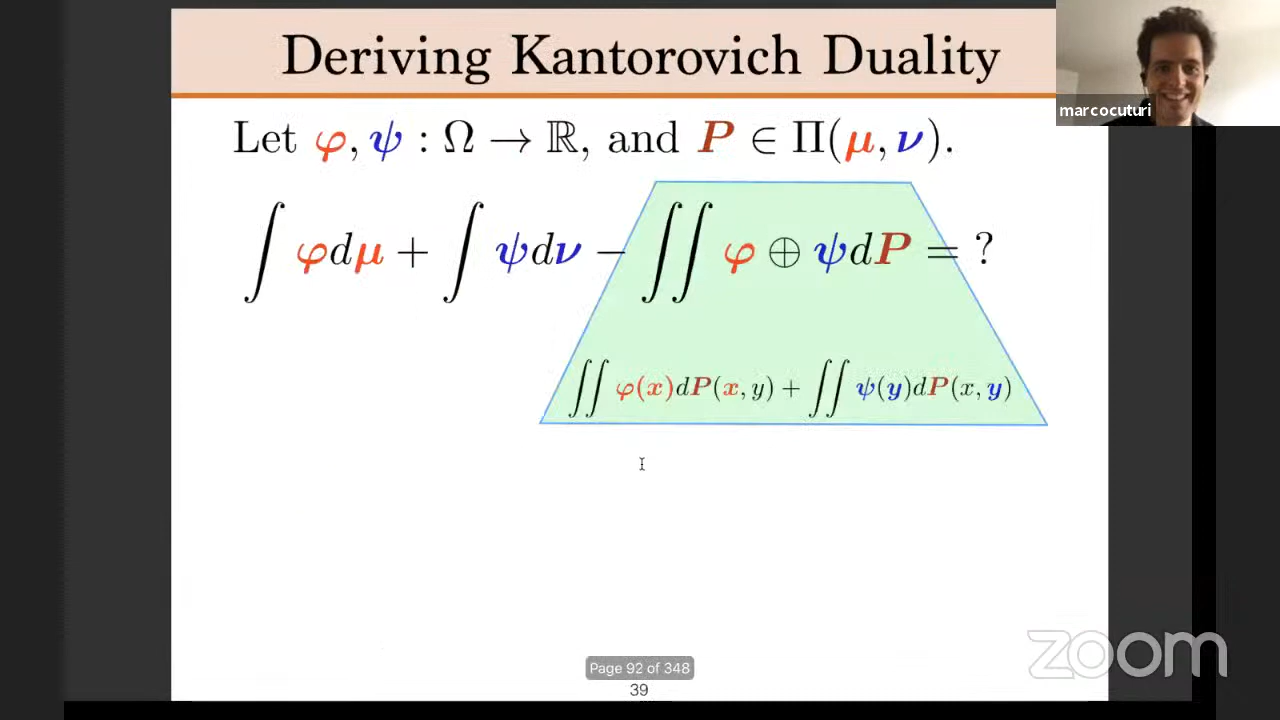 Deriving Kantorovich Duality
marcocuturi
Let φ, ψ : Ω → ℝ, and P ∈ Π(μ, ν).
∫ φdμ + ∫ ψdν − ∬ φ ⊕ ψdP = ?
∬ φ(x)dP(x, y) + ∬ ψ(y)dP(x, y)
Page 92 of 348
39
zoom